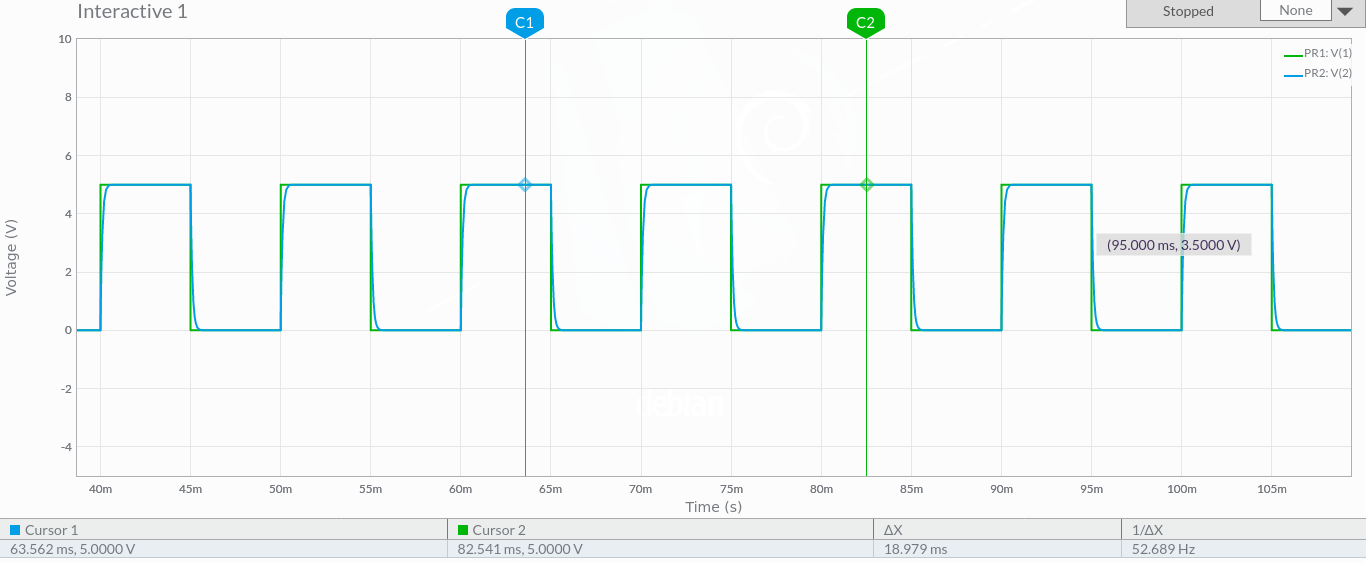 Interactive 1
Stopped
None
C1
C2
PR1: V(1)
PR2: V(2)
10
8
6
4
2
0
-2
-4
Voltage (V)
(95.000 ms, 3.5000 V)
debian
40m 45m 50m 55m 60m 65m 70m 75m 80m 85m 90m 95m 100m 105m
Time (s)
Cursor 1 Cursor 2 ΔX 1/ΔX
63.562 ms, 5.0000 V 82.541 ms, 5.0000 V 18.979 ms 52.689 Hz